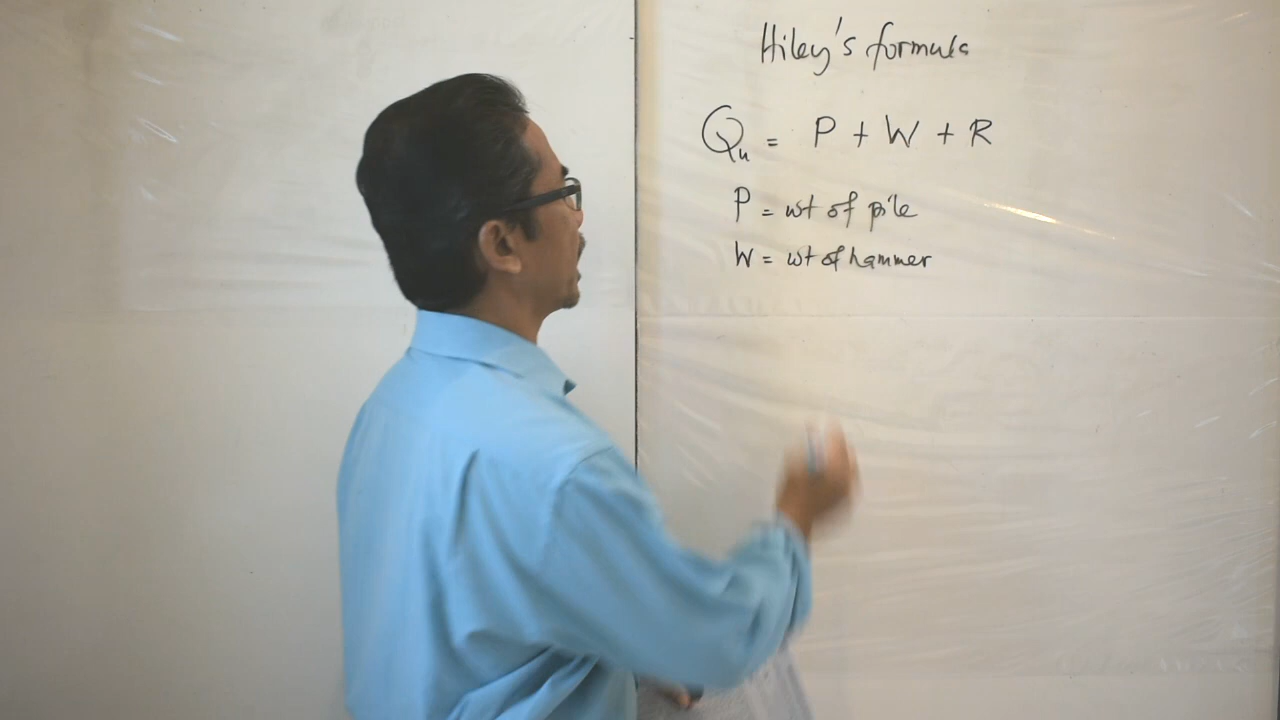 Hiley's formula
Qu = P + W + R
P = wt of pile
W = wt of hammer